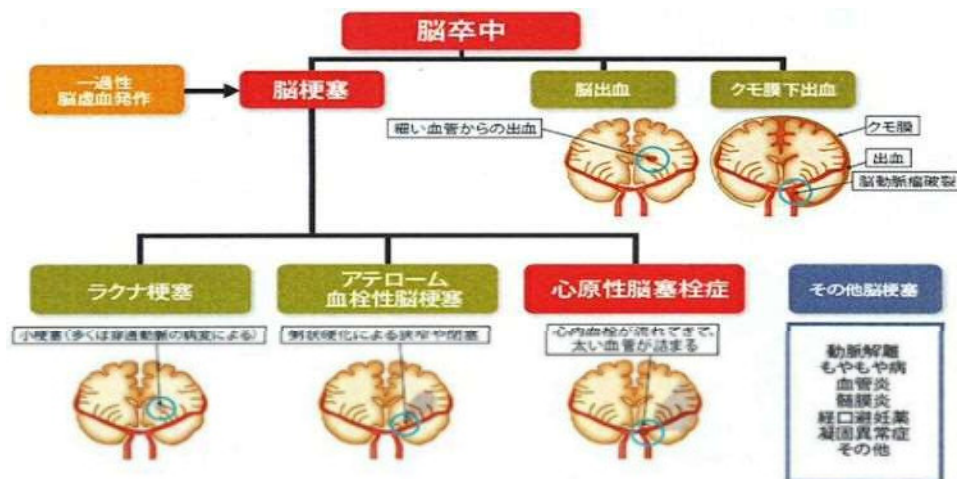 脳卒中
一過性
脳虚血発作
脳梗塞
脳出血
クモ膜下出血
細い血管からの出血
クモ膜
出血
脳動脈瘤破裂
ラクナ梗塞
アテローム
血栓性脳梗塞
心原性脳塞栓症
その他脳梗塞
小梗塞(多くは穿通動脈の病変による)
粥状硬化による狭窄や閉塞
心内血栓が流れてきて、
太い血管が詰まる
動脈解離
もやもや病
血管炎
髄膜炎
経口避妊薬
凝固異常症
その他